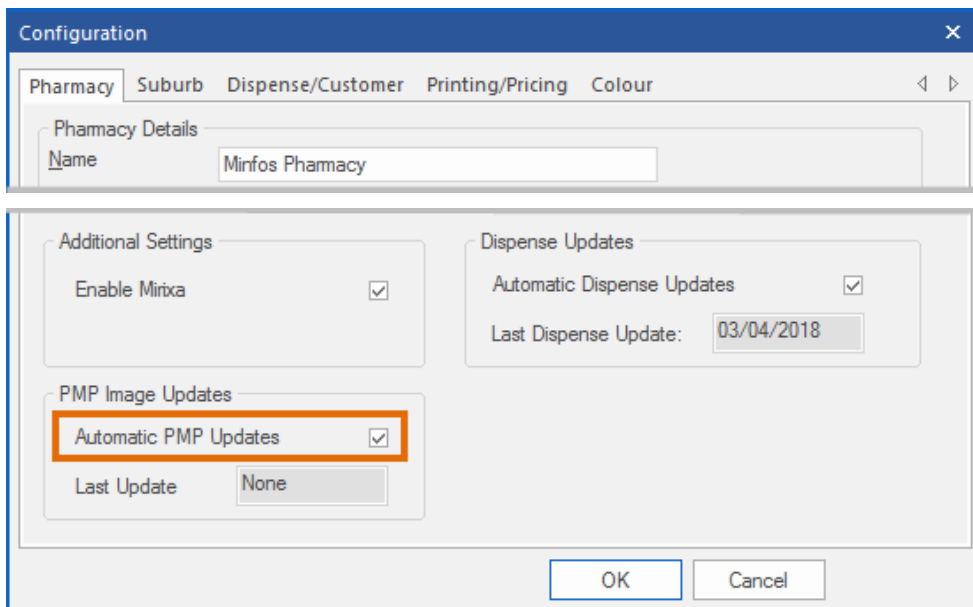 Configuration
Pharmacy Suburb Dispense/Customer Printing/Pricing Colour
Pharmacy Details
Name Minfos Pharmacy
Additional Settings
Enable Mirixa
Dispense Updates
Automatic Dispense Updates
Last Dispense Update: 03/04/2018
PMP Image Updates
Automatic PMP Updates
Last Update None
OK Cancel